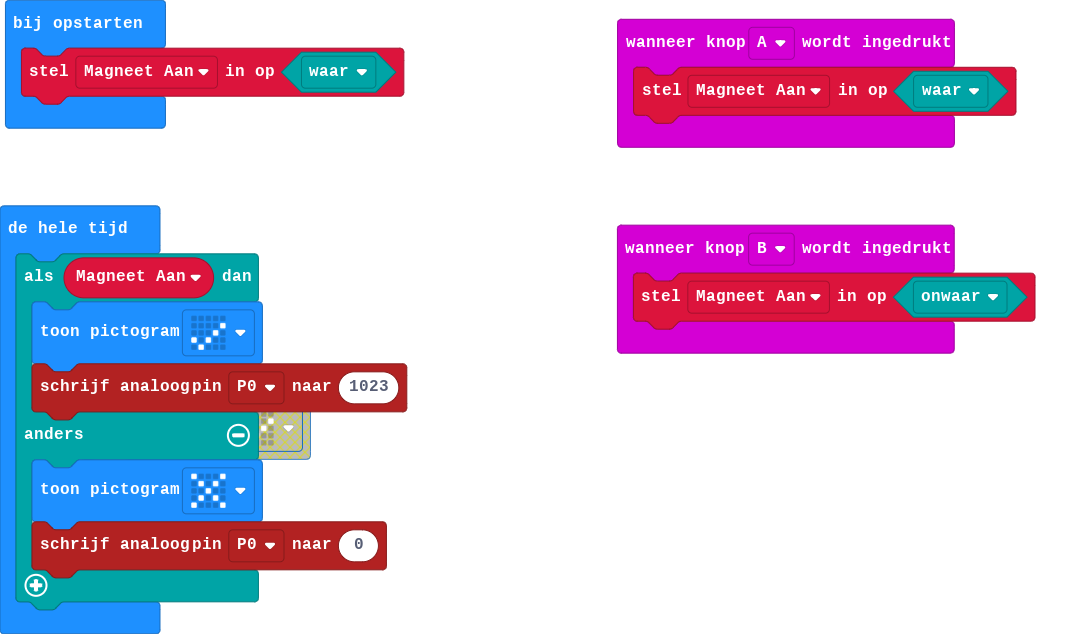 bij opstarten
stel Magneet Aan in op waar
de hele tijd
als Magneet Aan dan
toon pictogram
schrijf analoogpin P0 naar 1023
anders
toon pictogram
schrijf analoogpin P0 naar 0
wanneer knop A wordt ingedrukt
stel Magneet Aan in op waar
wanneer knop B wordt ingedrukt
stel Magneet Aan in op onwaar